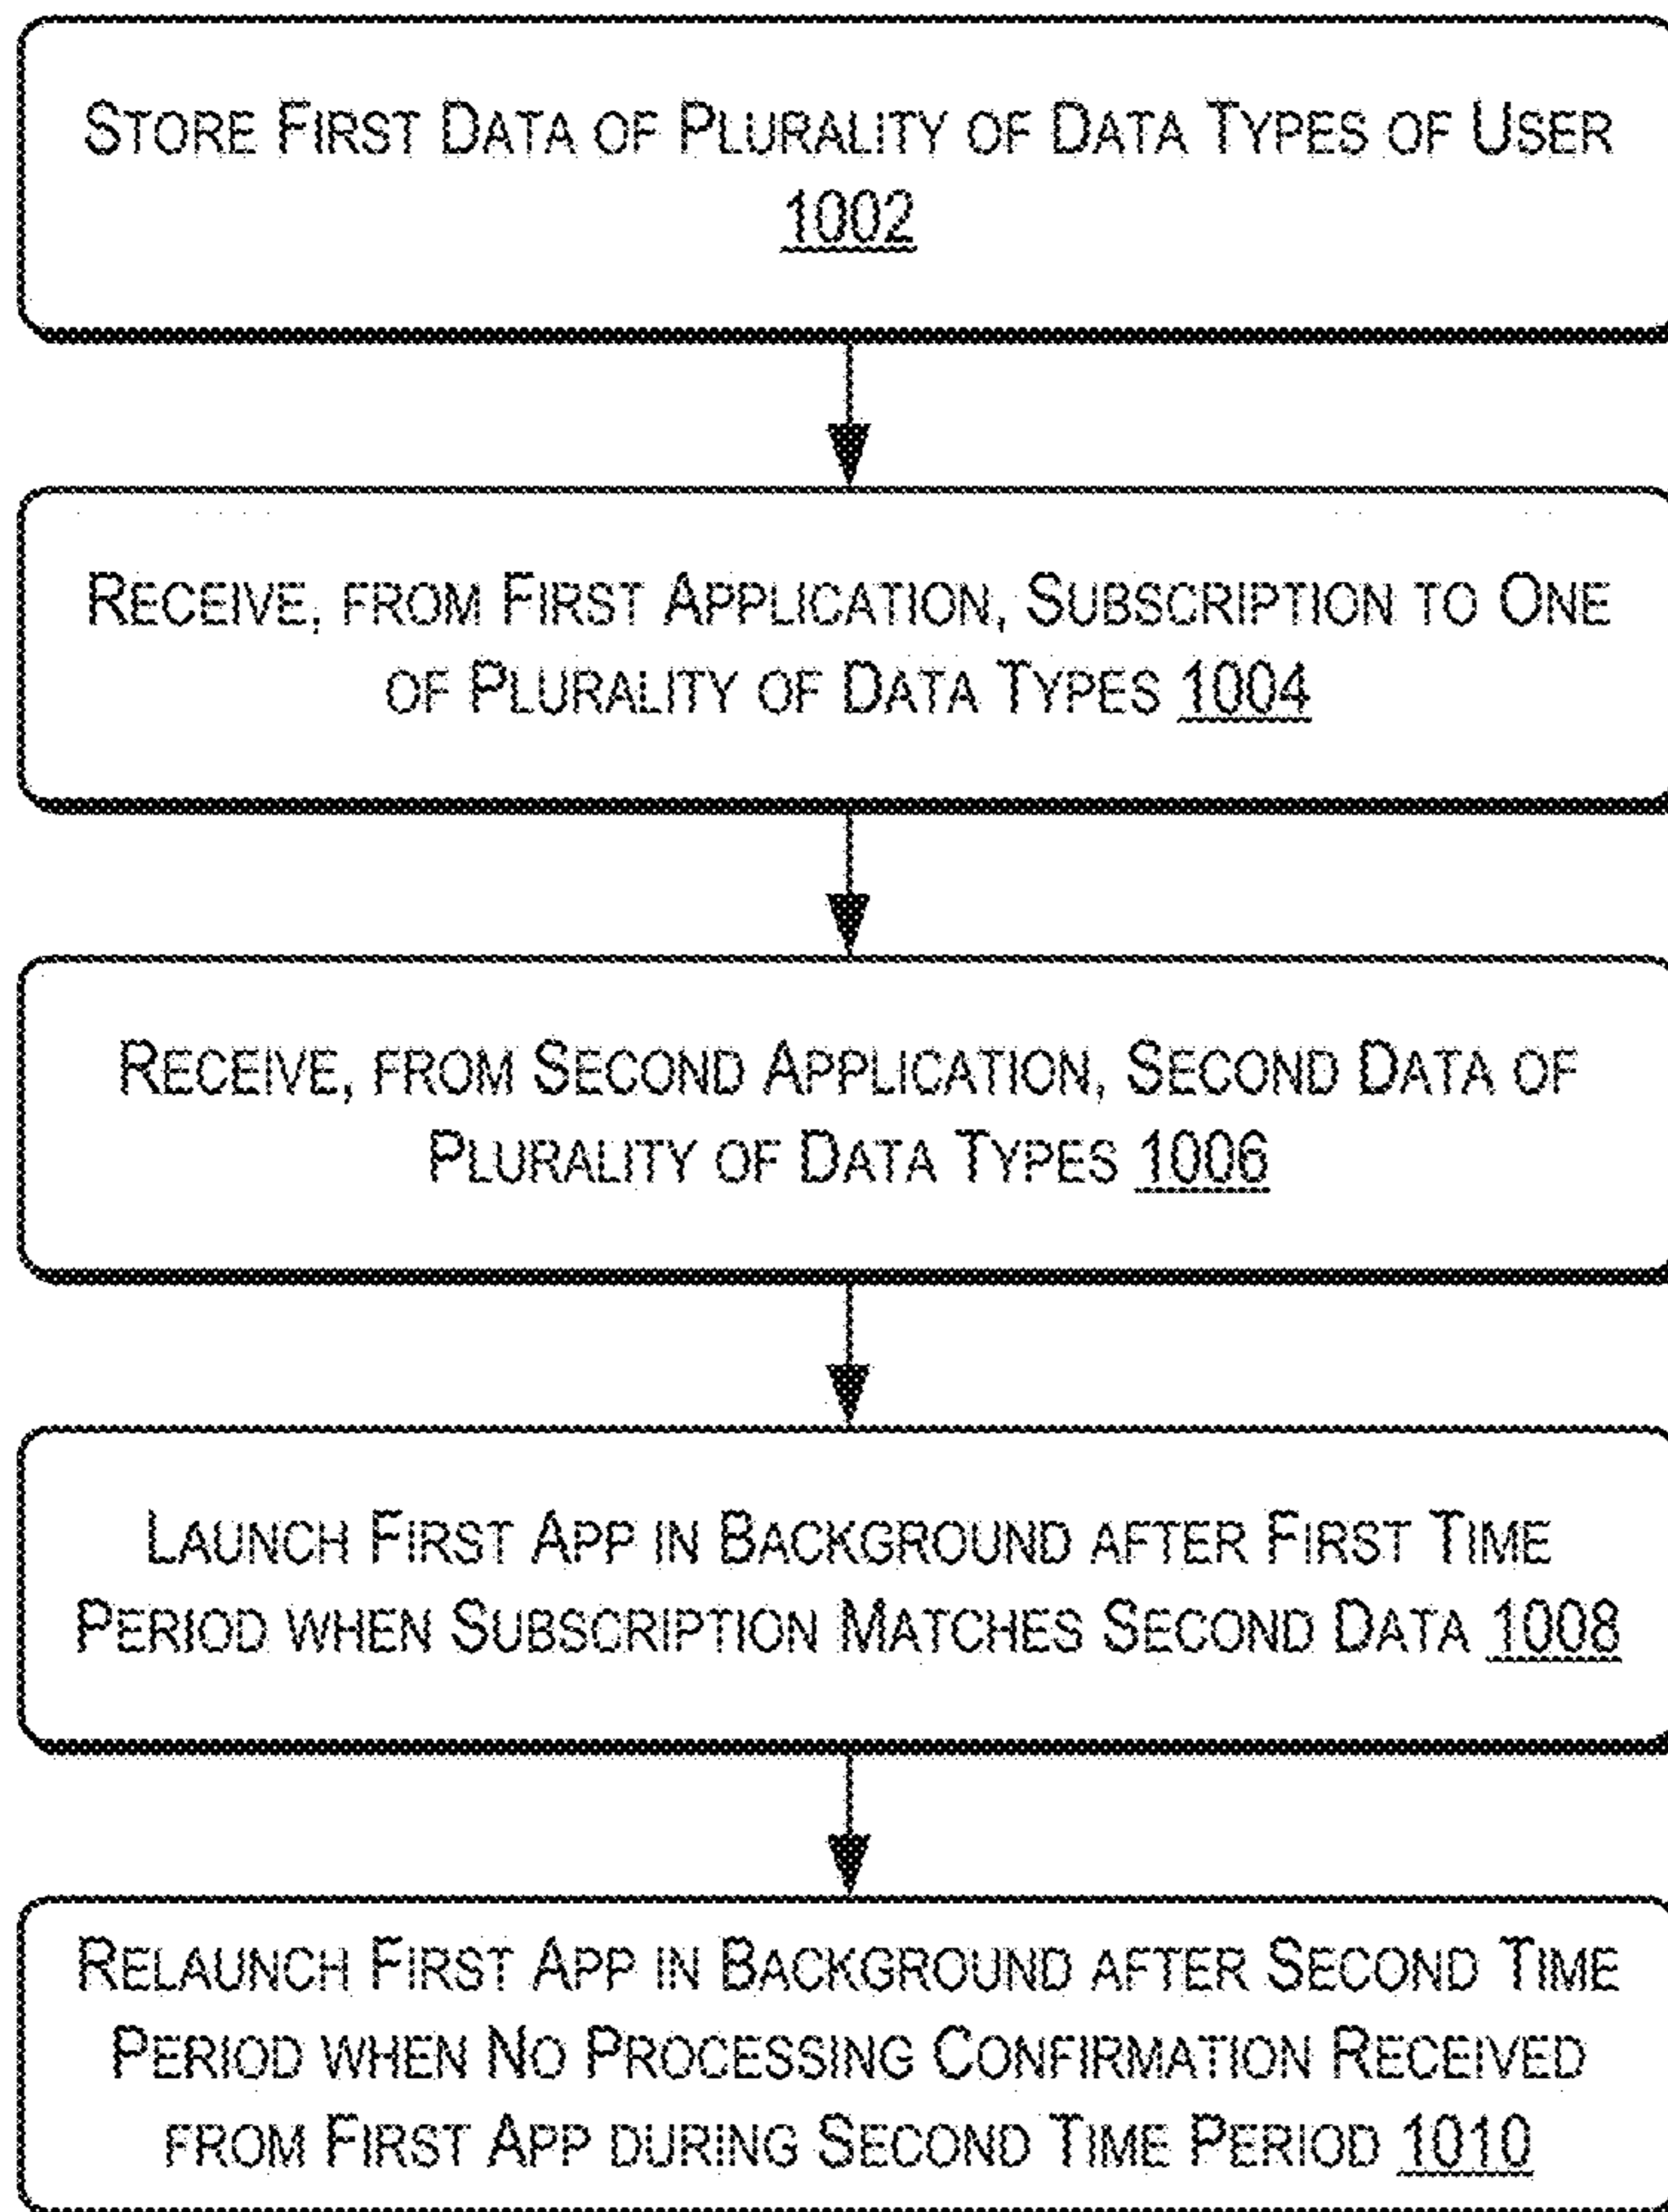 STORE FIRST DATA OF PLURALITY OF DATA TYPES OF USER
1002
RECEIVE, FROM FIRST APPLICATION, SUBSCRIPTION TO ONE
OF PLURALITY OF DATA TYPES 1004
RECEIVE, FROM SECOND APPLICATION, SECOND DATA OF
PLURALITY OF DATA TYPES 1006
LAUNCH FIRST APP IN BACKGROUND AFTER FIRST TIME
PERIOD WHEN SUBSCRIPTION MATCHES SECOND DATA 1008
RELAUNCH FIRST APP IN BACKGROUND AFTER SECOND TIME
PERIOD WHEN NO PROCESSING CONFIRMATION RECEIVED
FROM FIRST APP DURING SECOND TIME PERIOD 1010